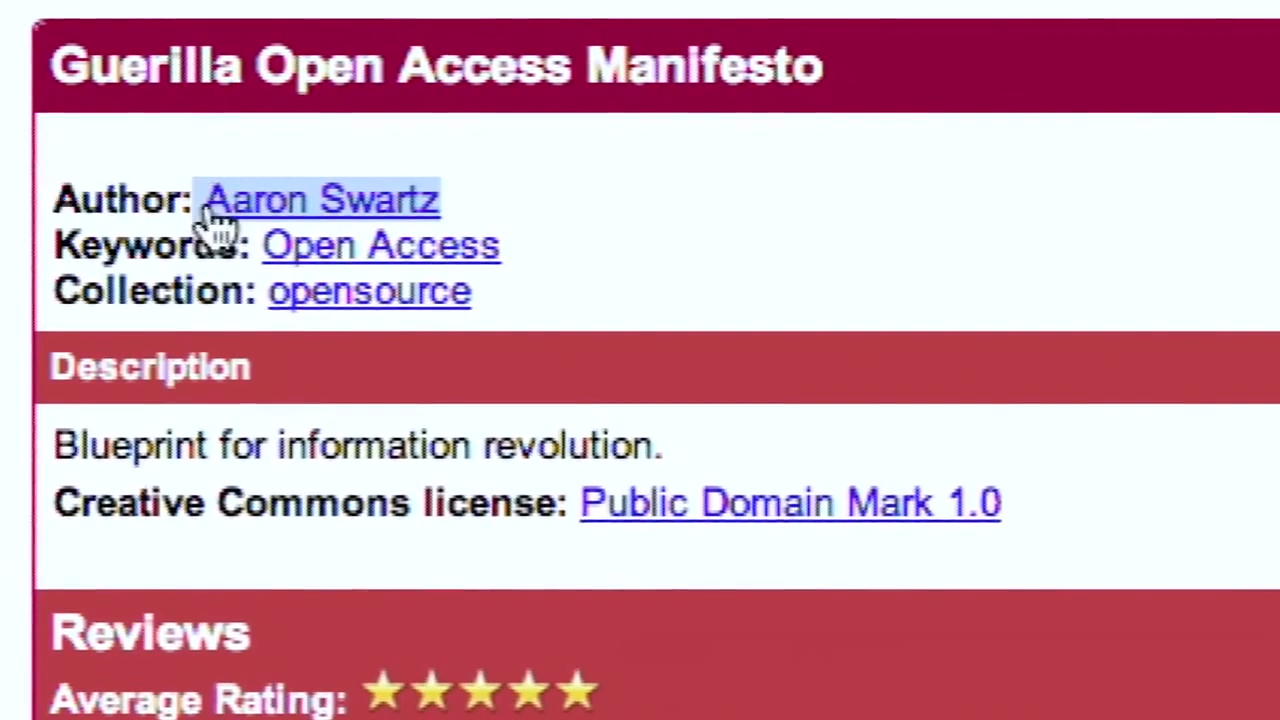 Guerilla Open Access Manifesto
Author: Aaron Swartz
Keywords: Open Access
Collection: opensource
Description
Blueprint for information revolution.
Creative Commons license: Public Domain Mark 1.0
Reviews
Average Rating: